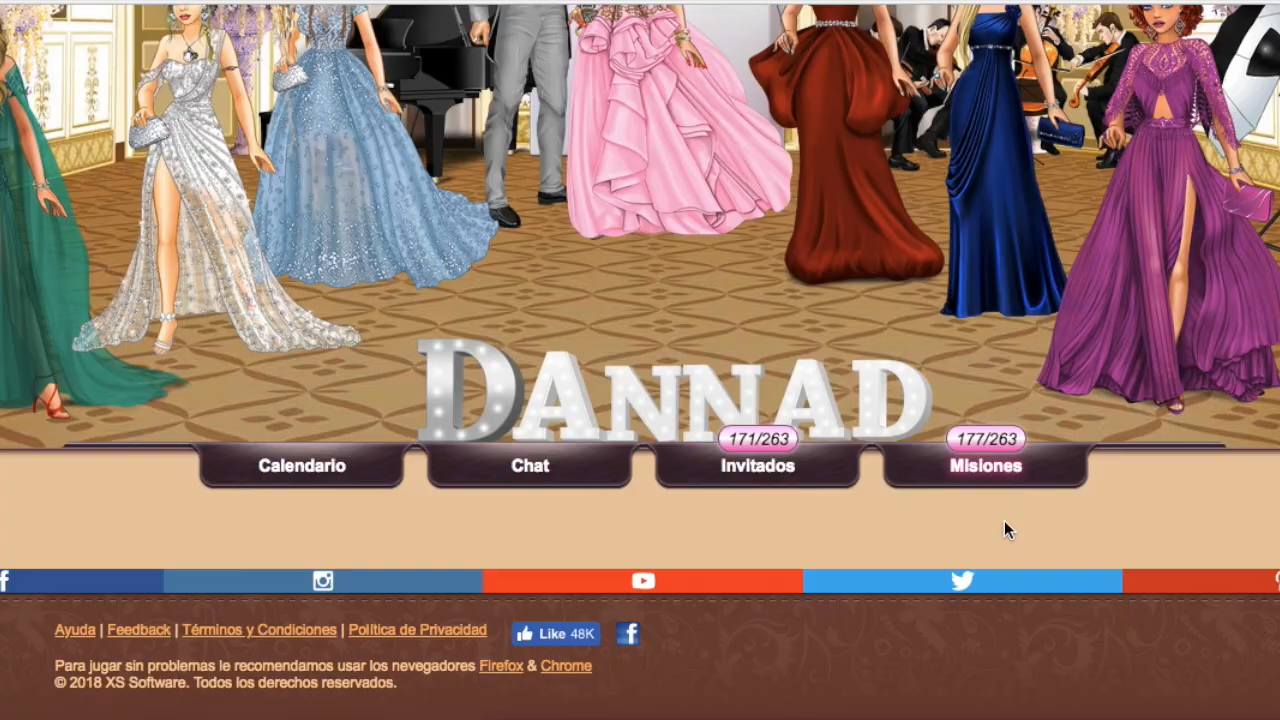 DANNAD
171/263
177/263
Calendario
Chat
Invitados
Misiones
Ayuda | Feedback | Términos y Condiciones | Política de Privacidad
Like 48K
Para jugar sin problemas le recomendamos usar los nevegadores Firefox & Chrome
© 2018 XS Software. Todos los derechos reservados.